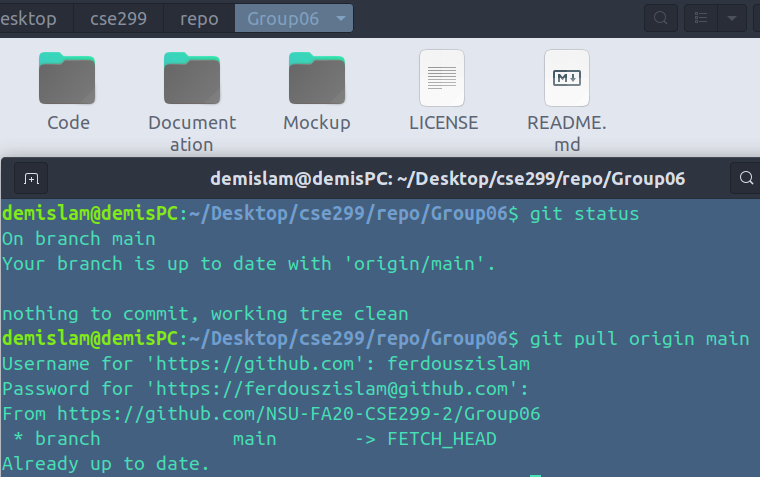 esktop cse299 repo Group06
Code
Document
ation
Mockup
LICENSE
README.
md
M
demislam@demisPC: ~/Desktop/cse299/repo/Group06
demislam@demisPC:~/Desktop/cse299/repo/Group06$ git status
On branch main
Your branch is up to date with 'origin/main'.
nothing to commit, working tree clean
demislam@demisPC:~/Desktop/cse299/repo/Group06$ git pull origin main
Username for 'https://github.com': ferdouszislam
Password for 'https://ferdouszislam@github.com':
From https://github.com/NSU-FA20-CSE299-2/Group06
 * branch            main       -> FETCH_HEAD
Already up to date.